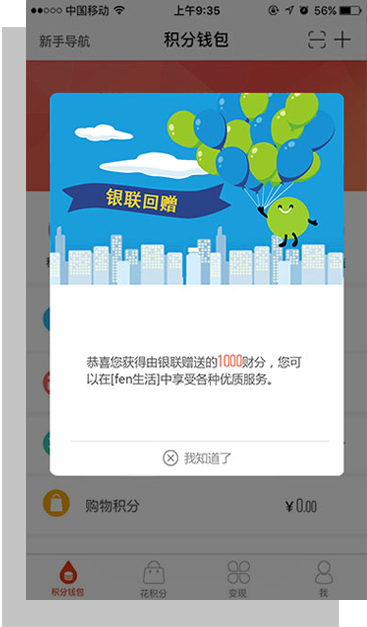 中国移动 上午9:35 56%
新手导航 积分钱包
银联回赠
恭喜您获得由银联赠送的1000财分，您可
以在[fen生活]中享受各种优质服务。
我知道了
购物积分 ¥0.00
积分钱包 花积分 变现 我